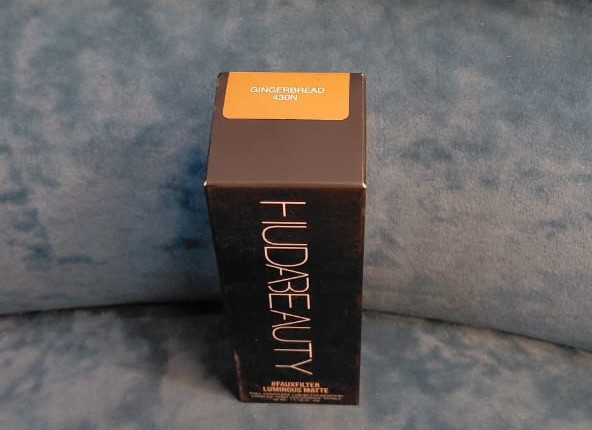 GINGERBREAD
430N
HUDABEAUTY
#FAUXFILTER
LUMINOUS MATTE